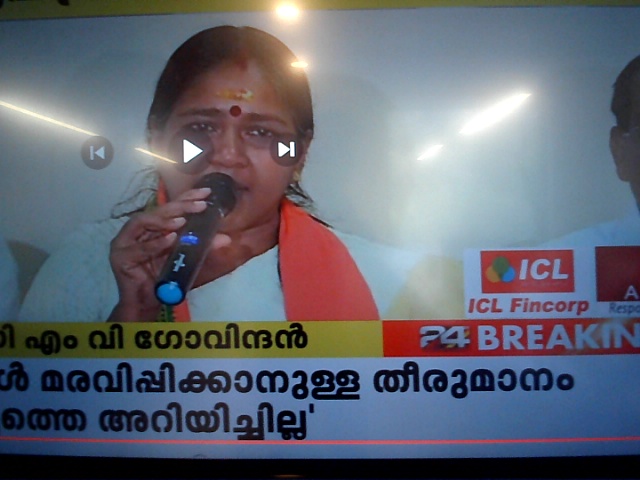 ICL
ICL Fincorp
എം വി ഗോവിന്ദൻ
24 BREAKIN
മരവിപ്പിക്കാനുള്ള തീരുമാനം
അറിയിച്ചില്ല'